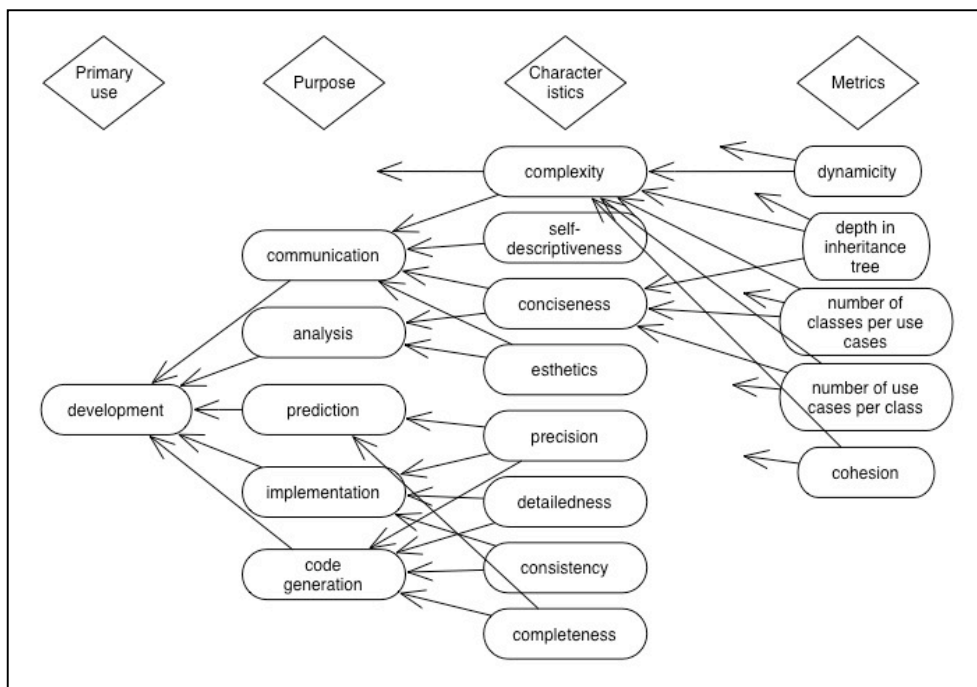 Primary
use
Purpose
Character
istics
Metrics
complexity
dynamicity
self-
descriptiveness
depth in
inheritance
tree
communication
conciseness
number of
classes per use
cases
analysis
esthetics
number of use
cases per class
development
prediction
precision
cohesion
implementation
detailedness
code
generation
consistency
completeness